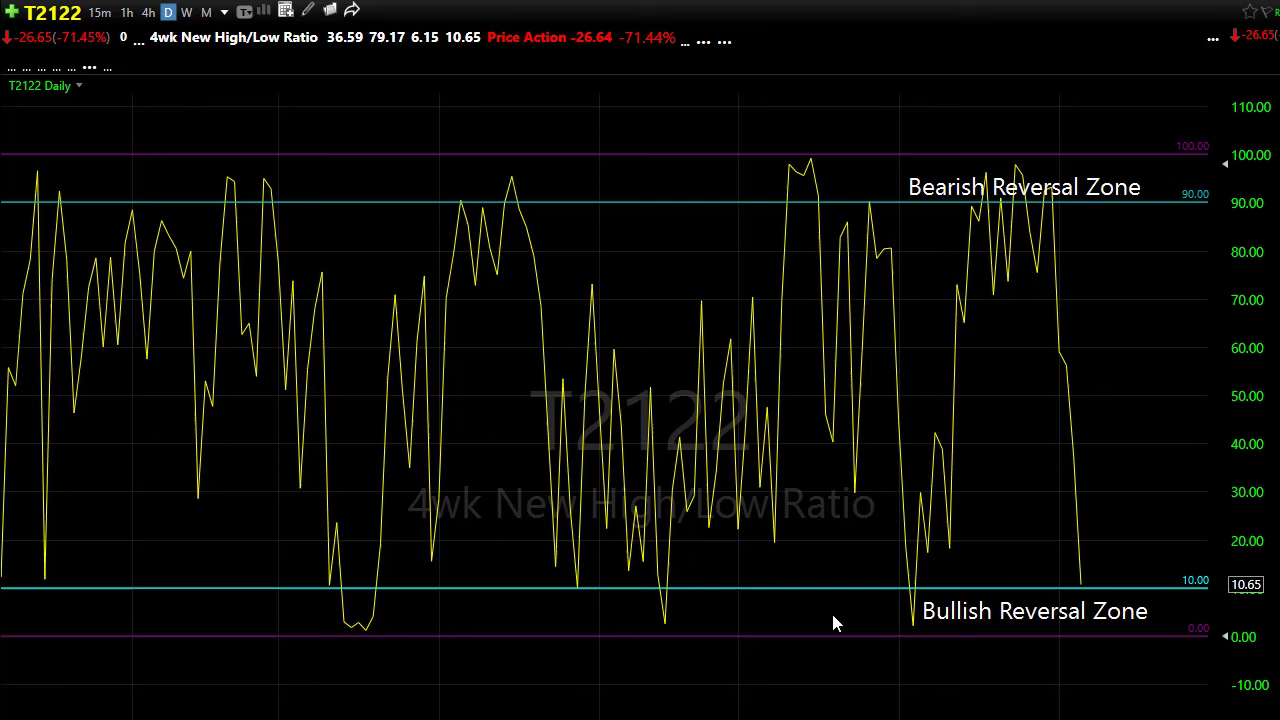 T2122 15m 1h 4h D W M T
-26.65(-71.45%) 0 ... 4wk New High/Low Ratio 36.59 79.17 6.15 10.65 Price Action -26.64 -71.44% ... ... ... ... -26.65(
... ... ... ... ... ... ...
T2122 Daily
110.00
100.00 100.00
Bearish Reversal Zone
90.00 90.00
80.00
70.00
60.00
50.00
T2122
40.00
4wk New High/Low Ratio
30.00
20.00
10.00 10.65
Bullish Reversal Zone
0.00 0.00
-10.00